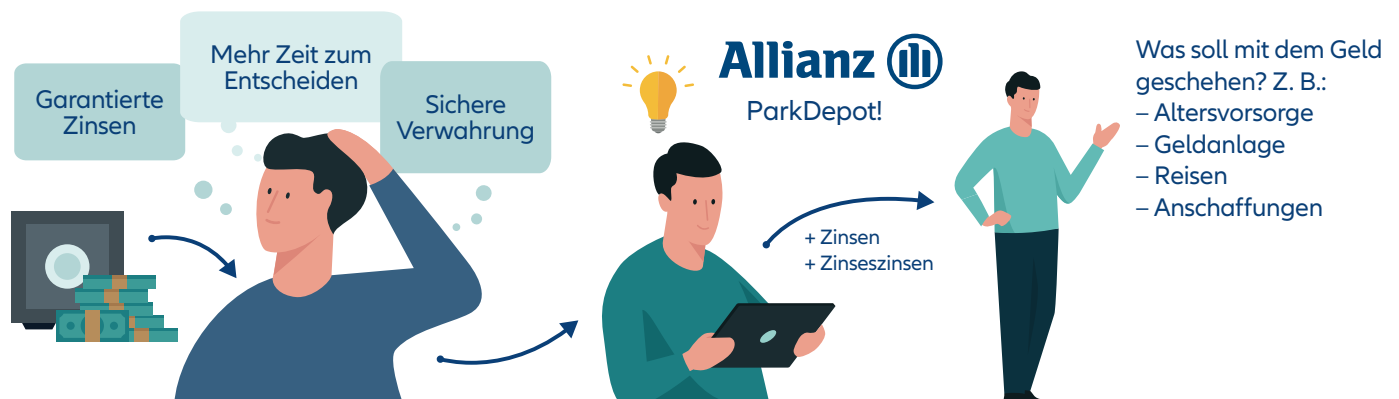 Garantierte
Zinsen
Mehr Zeit zum
Entscheiden
Sichere
Verwahrung
Allianz
ParkDepot!
+ Zinsen
+ Zinseszinsen
Was soll mit dem Geld
geschehen? Z. B.:
– Altersvorsorge
– Geldanlage
– Reisen
– Anschaffungen